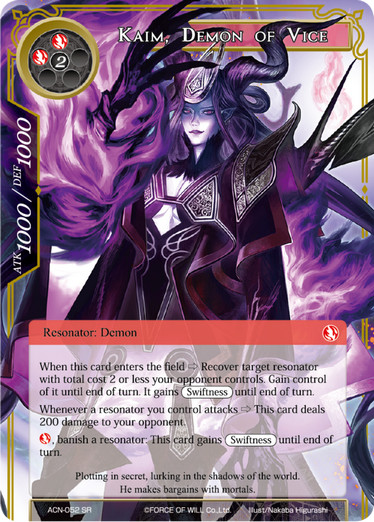 Kaim, Demon of Vice
2
ATK 1000 / DEF 1000
Resonator: Demon
When this card enters the field ⇨ Recover target resonator
with total cost 2 or less your opponent controls. Gain control
of it until end of turn. It gains Swiftness until end of turn.
Whenever a resonator you control attacks ⇨ This card deals
200 damage to your opponent.
, banish a resonator: This card gains Swiftness until end of
turn.
Plotting in secret, lurking in the shadows of the world.
He makes bargains with mortals.
ACN-052 SR ©FORCE OF WILL Co.,Ltd. Illust/Nakaba Higurashi